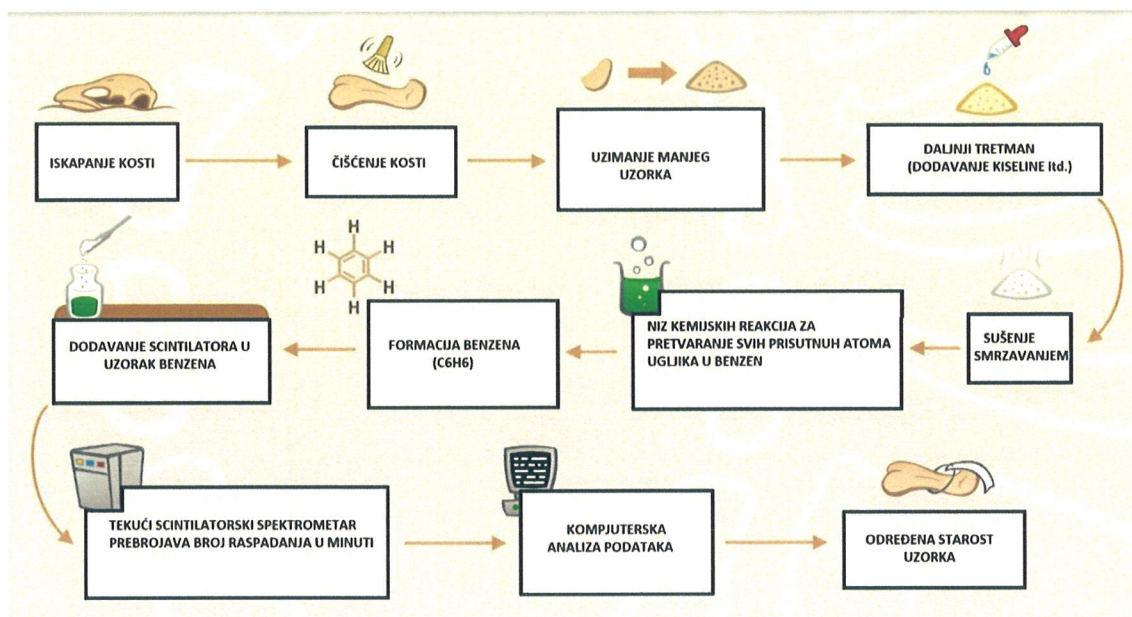 ISKAPANJE KOSTI
ČIŠĆENJE KOSTI
UZIMANJE MANJEG
UZORKA
DALJNJI TRETMAN
(DODAVANJE KISELINE Itd.)
SUŠENJE
SMRZAVANJEM
NIZ KEMIJSKIH REAKCIJA ZA
PRETVARANJE SVIH PRISUTNUH ATOMA
UGLJIKA U BENZEN
H
H
H
H
H
H
FORMACIJA BENZENA
(C6H6)
DODAVANJE SCINTILATORA U
UZORAK BENZENA
TEKUĆI SCINTILATORSKI SPEKTROMETAR
PREBROJAVA BROJ RASPADANJA U MINUTI
KOMPJUTERSKA
ANALIZA PODATAKA
ODREĐENA STAROST
UZORKA